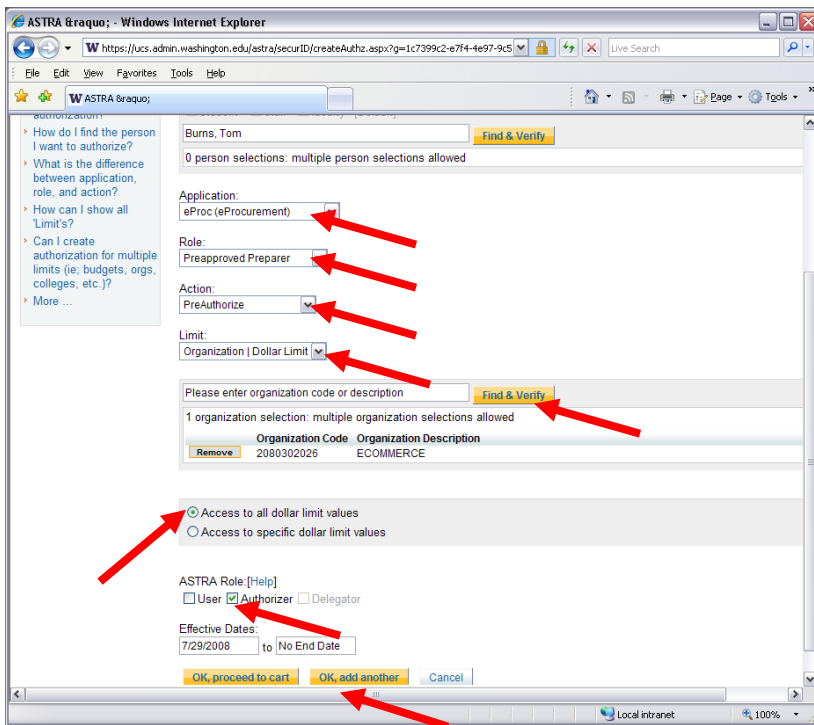 ASTRA &raquo; - Windows Internet Explorer
https://ucs.admin.washington.edu/astra/securID/createAuthz.aspx?g=1c7399c2-e7f4-4e97-9c5
Live Search
File Edit View Favorites Tools Help
W ASTRA &raquo;
Page Tools
How do I find the person
I want to authorize?
What is the difference
between application,
role, and action?
How can I show all
'Limit's?
Can I create
authorization for multiple
limits (ie; budgets, orgs,
colleges, etc.)?
More ...
Burns, Tom
Find & Verify
0 person selections: multiple person selections allowed
Application:
eProc (eProcurement)
Role:
Preapproved Preparer
Action:
PreAuthorize
Limit:
Organization | Dollar Limit
Please enter organization code or description
Find & Verify
1 organization selection: multiple organization selections allowed
Organization Code Organization Description
Remove 2080302026 ECOMMERCE
Access to all dollar limit values
Access to specific dollar limit values
ASTRA Role:[Help]
User Authorizer Delegator
Effective Dates:
7/29/2008 to No End Date
OK, proceed to cart OK, add another Cancel
Local intranet 100%